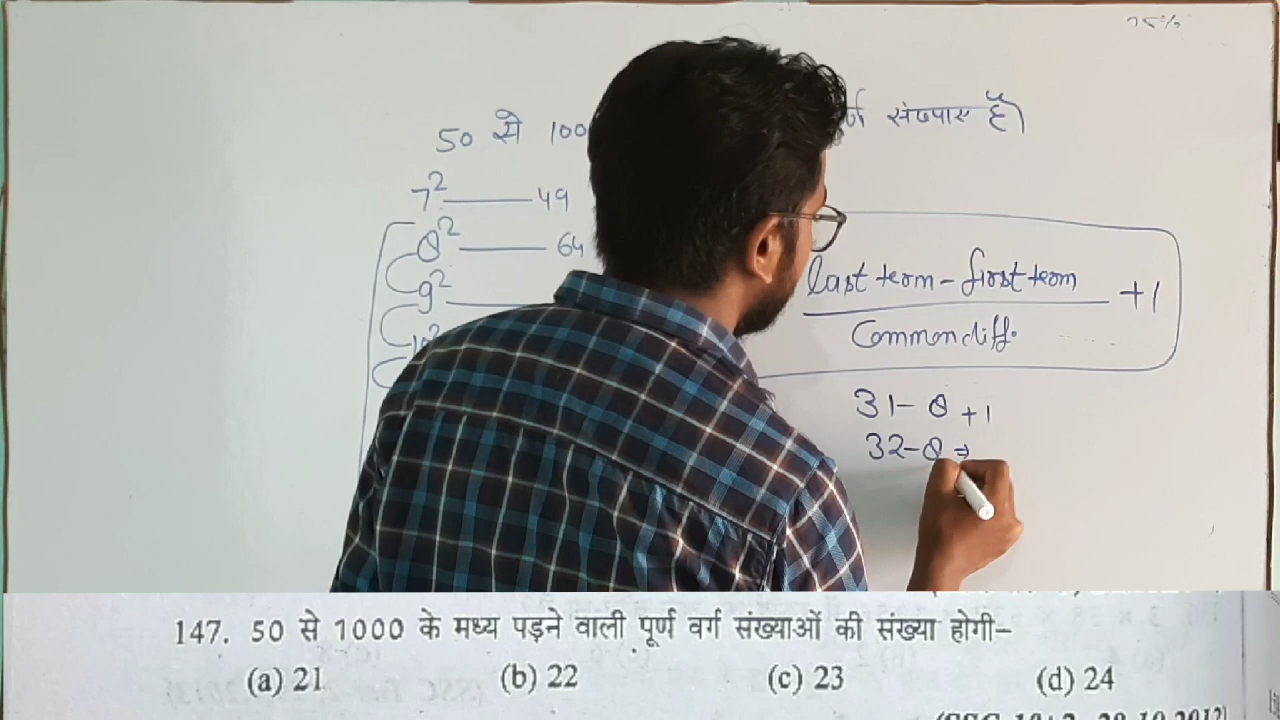 25%
50 से 100 र्ण संख्याए है।
7² 49
8² 64
9²
10²
last term - first term
+1
Common diff.
31 - 8 + 1
32 - 8 ⇒
147. 50 से 1000 के मध्य पड़ने वाली पूर्ण वर्ग संख्याओं की संख्या होगी–
(a) 21 (b) 22 (c) 23 (d) 24